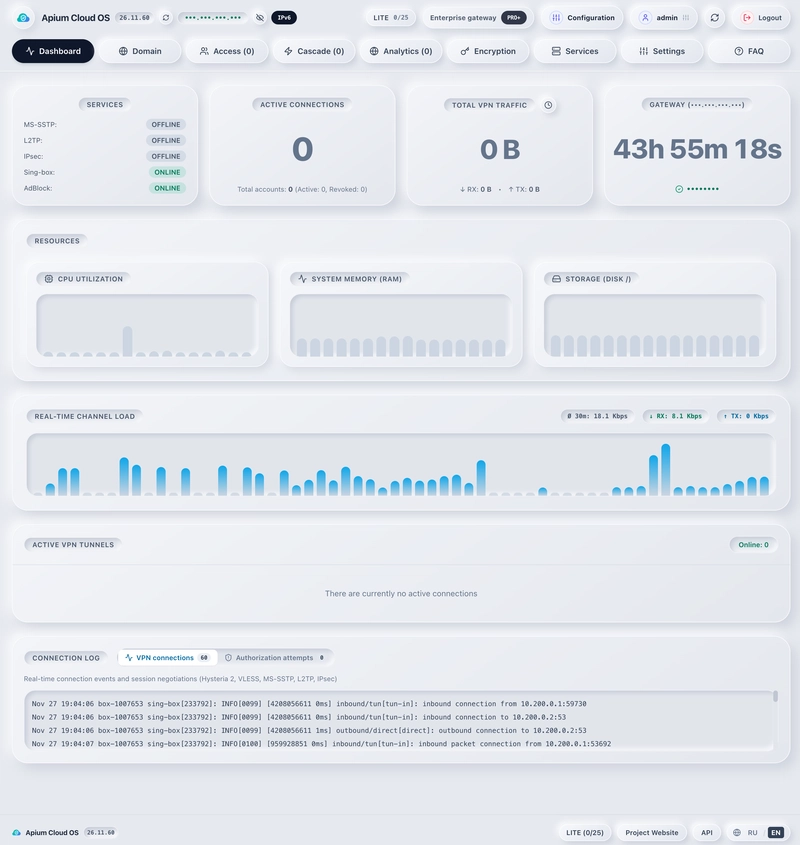 Apium Cloud OS 26.11.60 •••.•••.•••.••• IPv6 LITE 0/25 Enterprise gateway PRO+ Configuration admin Logout
Dashboard Domain Access (0) Cascade (0) Analytics (0) Encryption Services Settings FAQ
SERVICES
MS-SSTP: OFFLINE
L2TP: OFFLINE
IPsec: OFFLINE
Sing-box: ONLINE
AdBlock: ONLINE
ACTIVE CONNECTIONS
0
Total accounts: 0 (Active: 0, Revoked: 0)
TOTAL VPN TRAFFIC
0 B
↓ RX: 0 B • ↑ TX: 0 B
GATEWAY (•••.•••.•••.•••)
43h 55m 18s
••••••••
RESOURCES
CPU UTILIZATION
SYSTEM MEMORY (RAM)
STORAGE (DISK /)
REAL-TIME CHANNEL LOAD Ø 30m: 18.1 Kbps ↓ RX: 8.1 Kbps ↑ TX: 0 Kbps
ACTIVE VPN TUNNELS Online: 0
There are currently no active connections
CONNECTION LOG VPN connections 60 Authorization attempts 0
Real-time connection events and session negotiations (Hysteria 2, VLESS, MS-SSTP, L2TP, IPsec)
Nov 27 19:04:06 box-1007653 sing-box[233792]: INFO[0099] [4208056611 0ms] inbound/tun[tun-in]: inbound connection from 10.200.0.1:59730
Nov 27 19:04:06 box-1007653 sing-box[233792]: INFO[0099] [4208056611 0ms] inbound/tun[tun-in]: inbound connection to 10.200.0.2:53
Nov 27 19:04:06 box-1007653 sing-box[233792]: INFO[0099] [4208056611 1ms] outbound/direct[direct]: outbound connection to 10.200.0.2:53
Nov 27 19:04:07 box-1007653 sing-box[233792]: INFO[0100] [959928851 0ms] inbound/tun[tun-in]: inbound packet connection from 10.200.0.1:53692
Apium Cloud OS 26.11.60 LITE (0/25) Project Website API RU EN